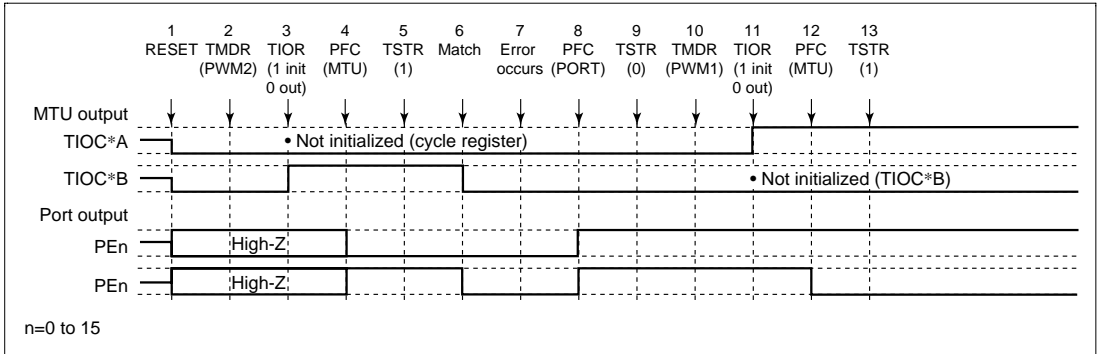 1 2 3 4 5 6 7 8 9 10 11 12 13
RESET TMDR TIOR PFC TSTR Match Error PFC TSTR TMDR TIOR PFC TSTR
(PWM2) (1 init (MTU) (1) occurs (PORT) (0) (PWM1) (1 init (MTU) (1)
0 out) 0 out)
MTU output
TIOC*A • Not initialized (cycle register)
TIOC*B • Not initialized (TIOC*B)
Port output
PEn High-Z
PEn High-Z
n=0 to 15